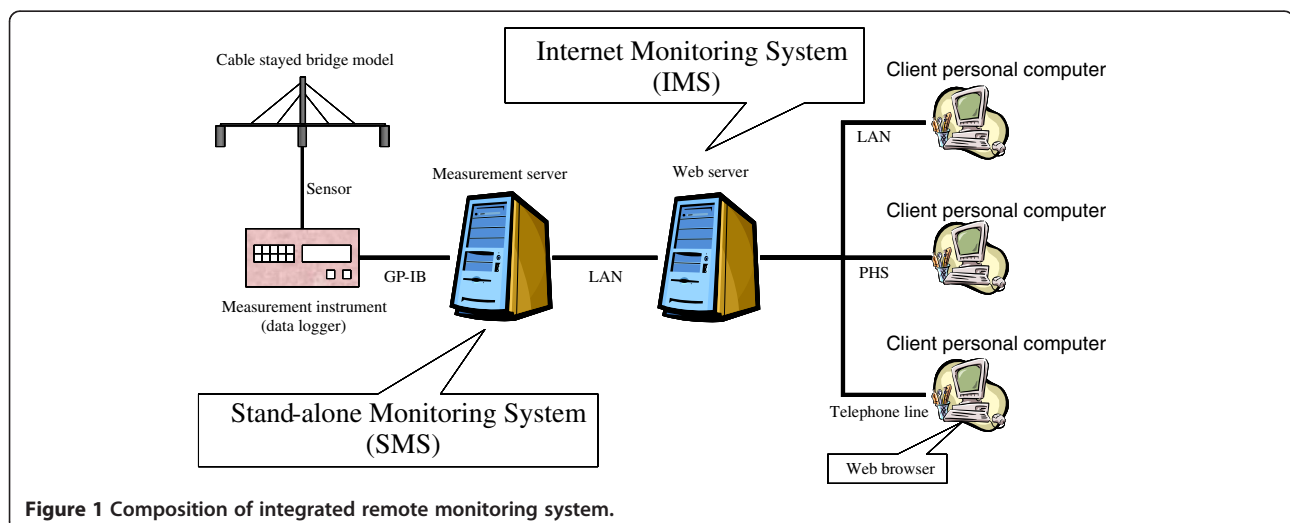 Cable stayed bridge model
Sensor
Measurement instrument
(data logger)
GP-IB
Measurement server
Stand-alone Monitoring System
(SMS)
LAN
Web server
Internet Monitoring System
(IMS)
Client personal computer
LAN
Client personal computer
PHS
Client personal computer
Telephone line
Web browser
Figure 1 Composition of integrated remote monitoring system.